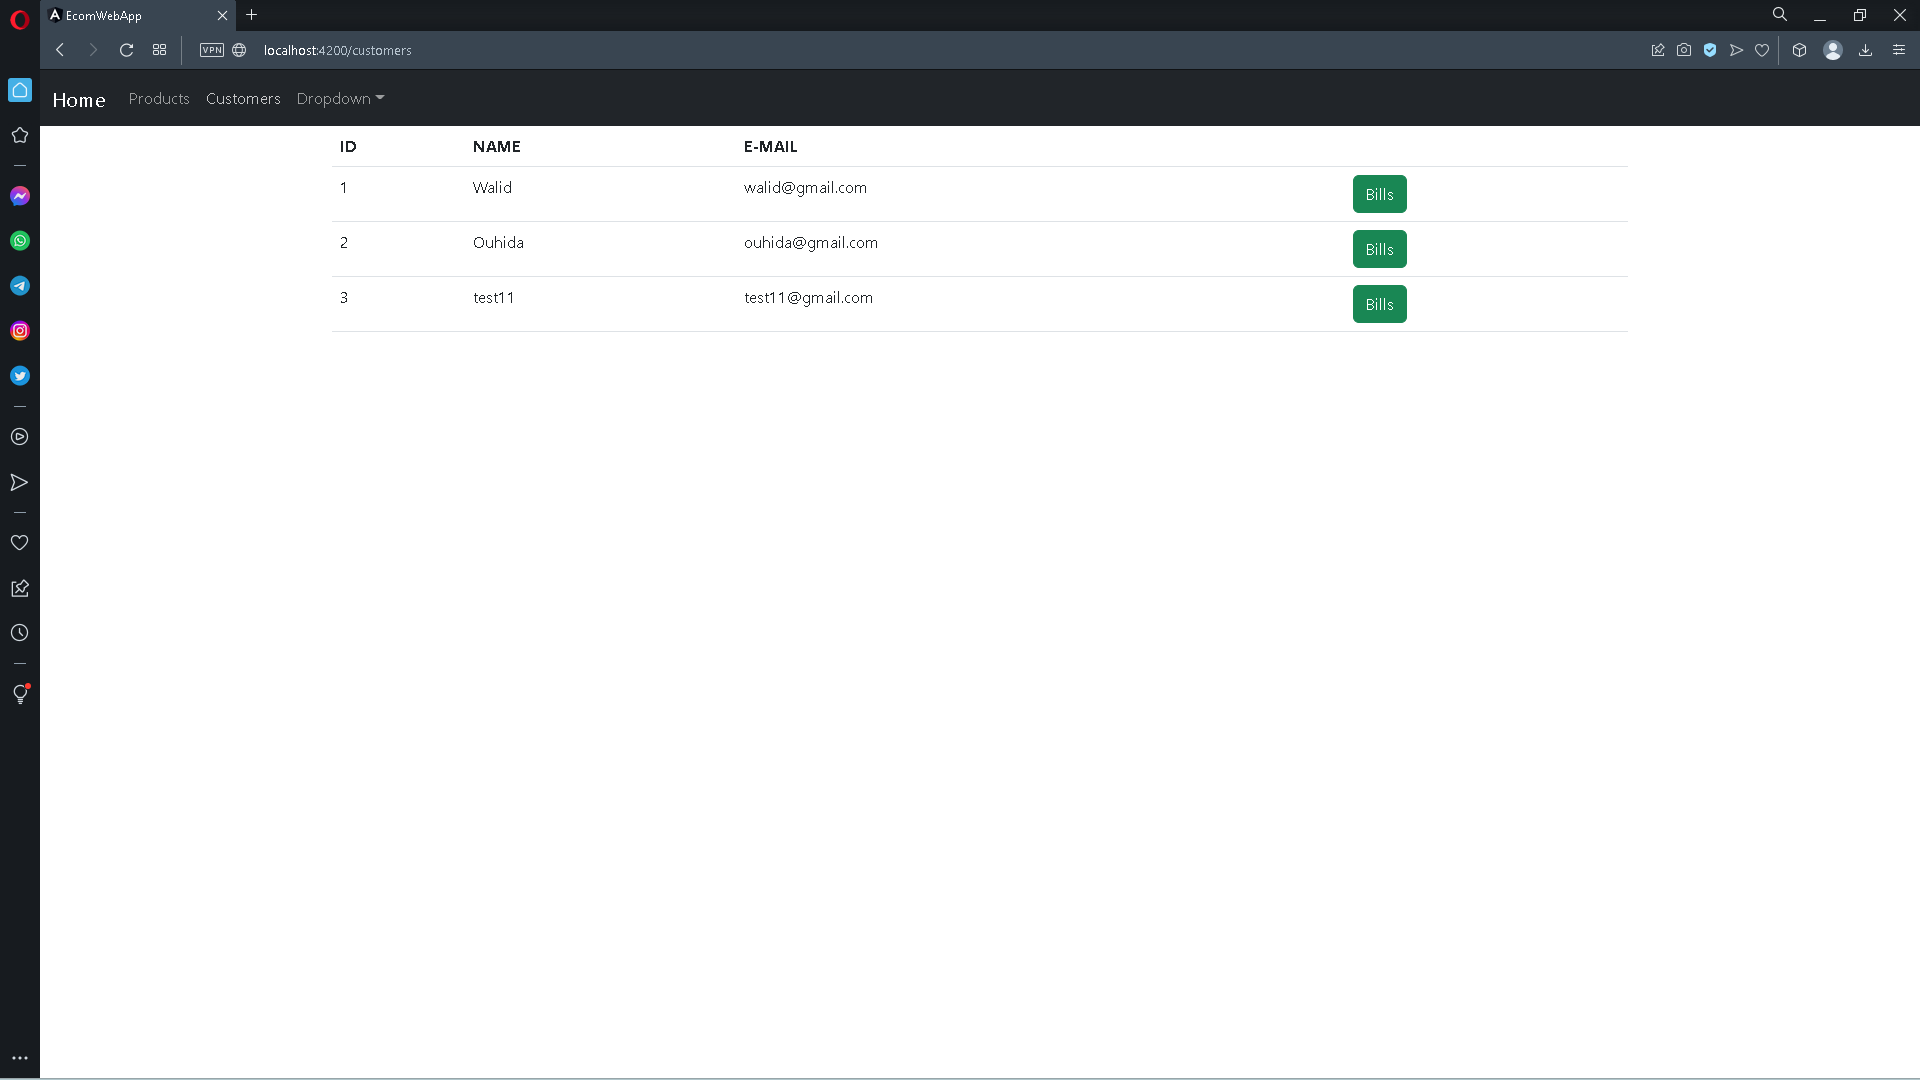 EcomWebApp
VPN localhost:4200/customers
Home Products Customers Dropdown
ID NAME E-MAIL
1 Walid walid@gmail.com Bills
2 Ouhida ouhida@gmail.com Bills
3 test11 test11@gmail.com Bills